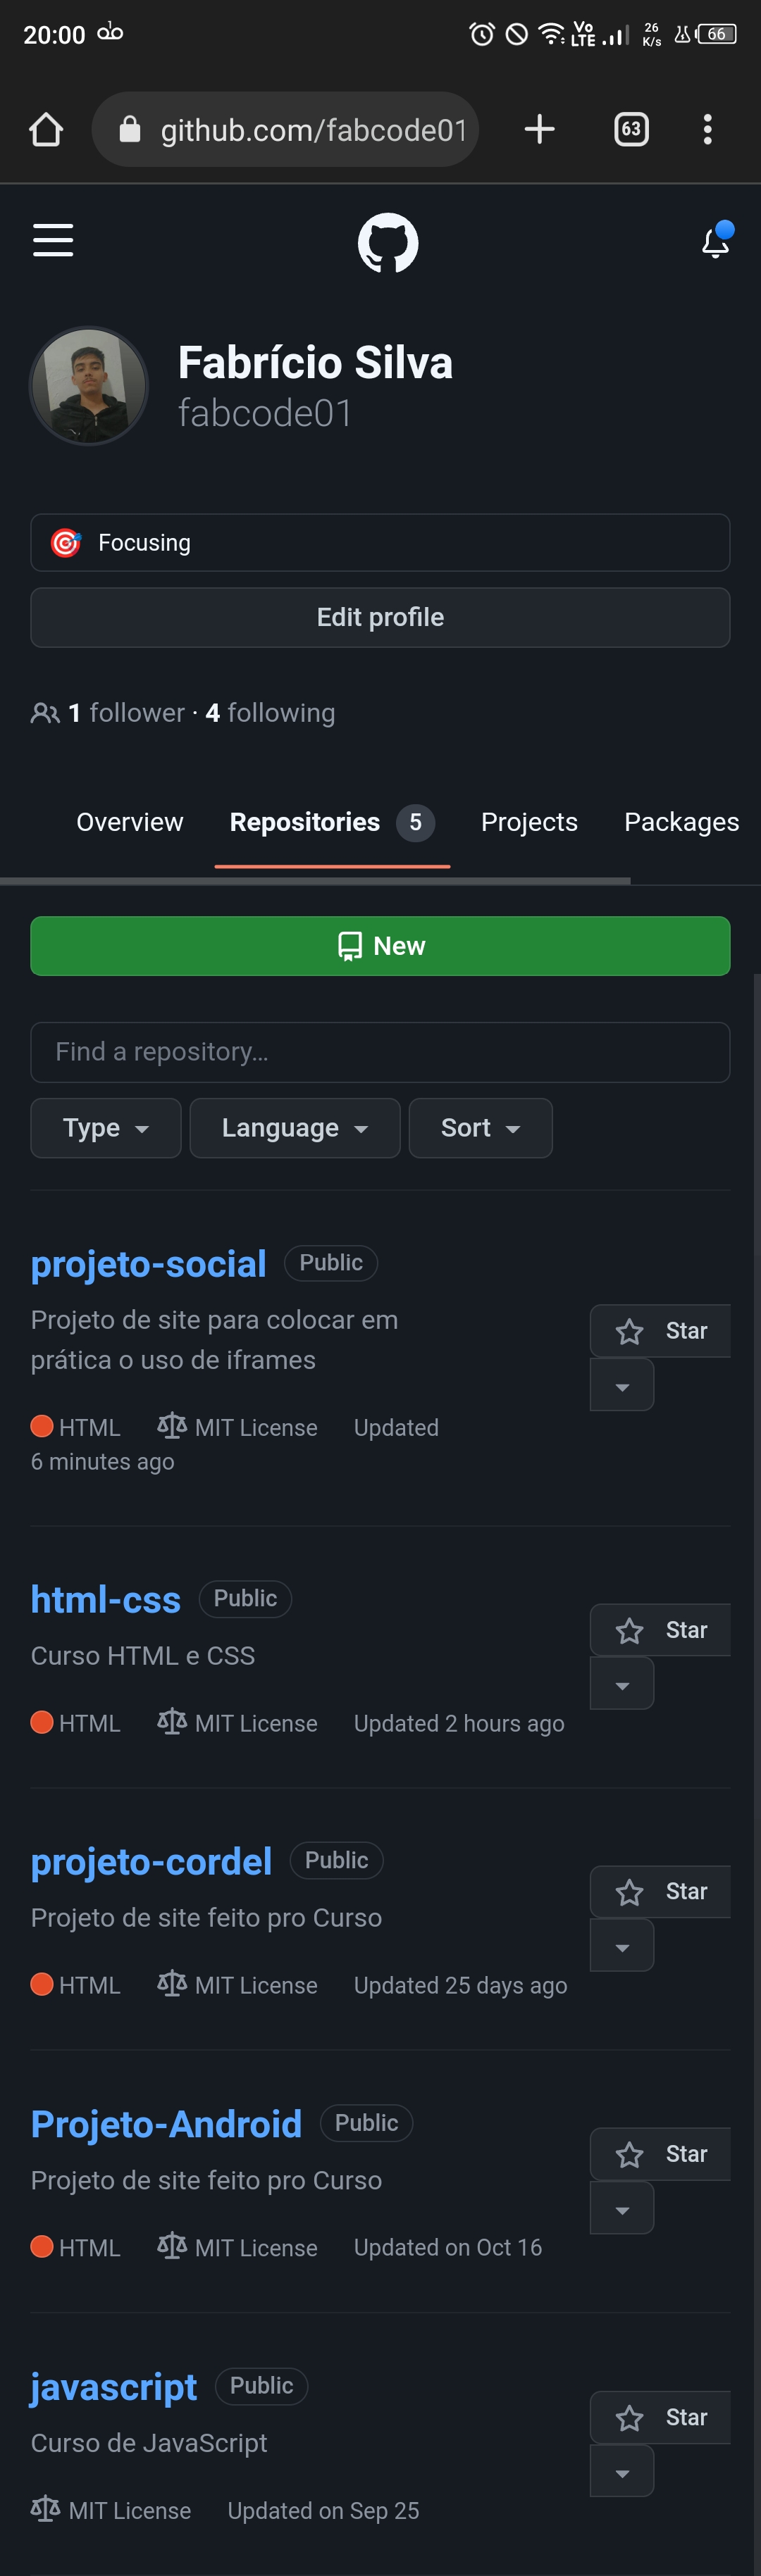 20:00
Vo LTE
26 K/s
66
github.com/fabcode01
63
Fabrício Silva
fabcode01
Focusing
Edit profile
1 follower · 4 following
Overview Repositories 5 Projects Packages
New
Find a repository…
Type Language Sort
projeto-social Public
Projeto de site para colocar em
prática o uso de iframes
Star
HTML MIT License Updated
6 minutes ago
html-css Public
Star
Curso HTML e CSS
HTML MIT License Updated 2 hours ago
projeto-cordel Public
Star
Projeto de site feito pro Curso
HTML MIT License Updated 25 days ago
Projeto-Android Public
Star
Projeto de site feito pro Curso
HTML MIT License Updated on Oct 16
javascript Public
Star
Curso de JavaScript
MIT License Updated on Sep 25